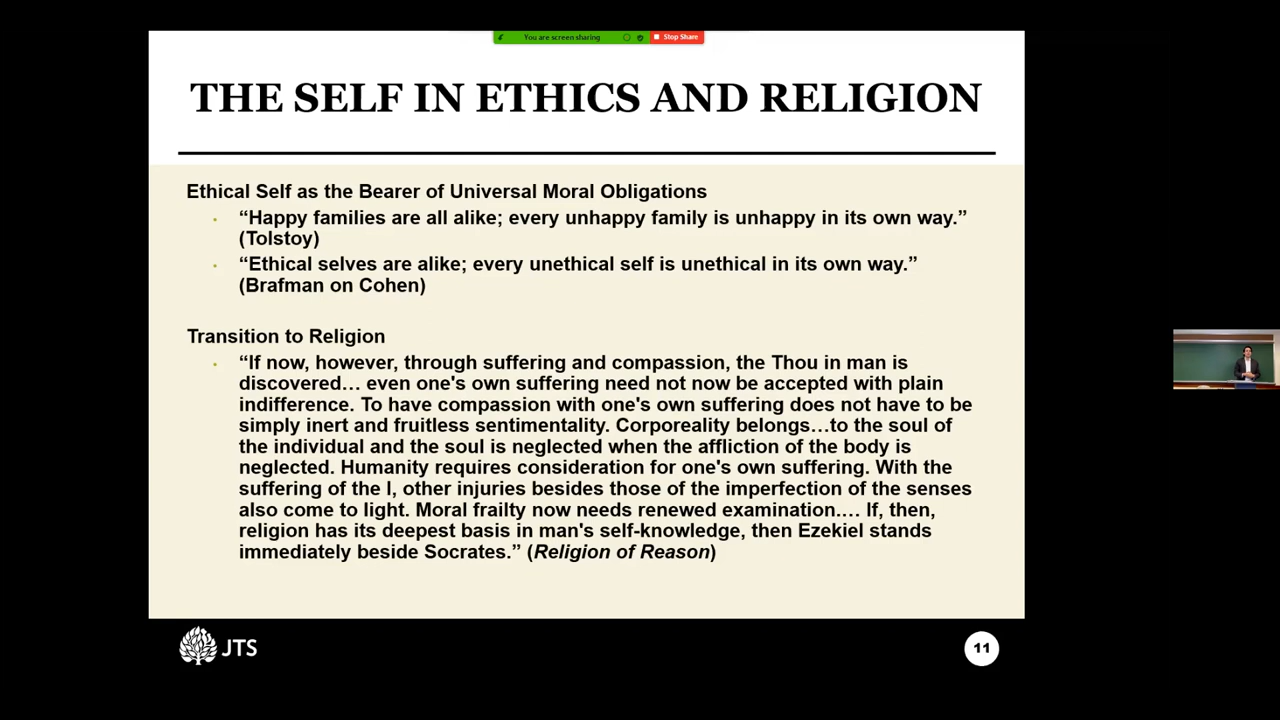 You are screen sharing
Stop Share
THE SELF IN ETHICS AND RELIGION
Ethical Self as the Bearer of Universal Moral Obligations
“Happy families are all alike; every unhappy family is unhappy in its own way.”
(Tolstoy)
“Ethical selves are alike; every unethical self is unethical in its own way.”
(Brafman on Cohen)
Transition to Religion
“If now, however, through suffering and compassion, the Thou in man is
discovered… even one's own suffering need not now be accepted with plain
indifference. To have compassion with one's own suffering does not have to be
simply inert and fruitless sentimentality. Corporeality belongs…to the soul of
the individual and the soul is neglected when the affliction of the body is
neglected. Humanity requires consideration for one's own suffering. With the
suffering of the I, other injuries besides those of the imperfection of the senses
also come to light. Moral frailty now needs renewed examination.… If, then,
religion has its deepest basis in man's self-knowledge, then Ezekiel stands
immediately beside Socrates.” (Religion of Reason)
JTS
11